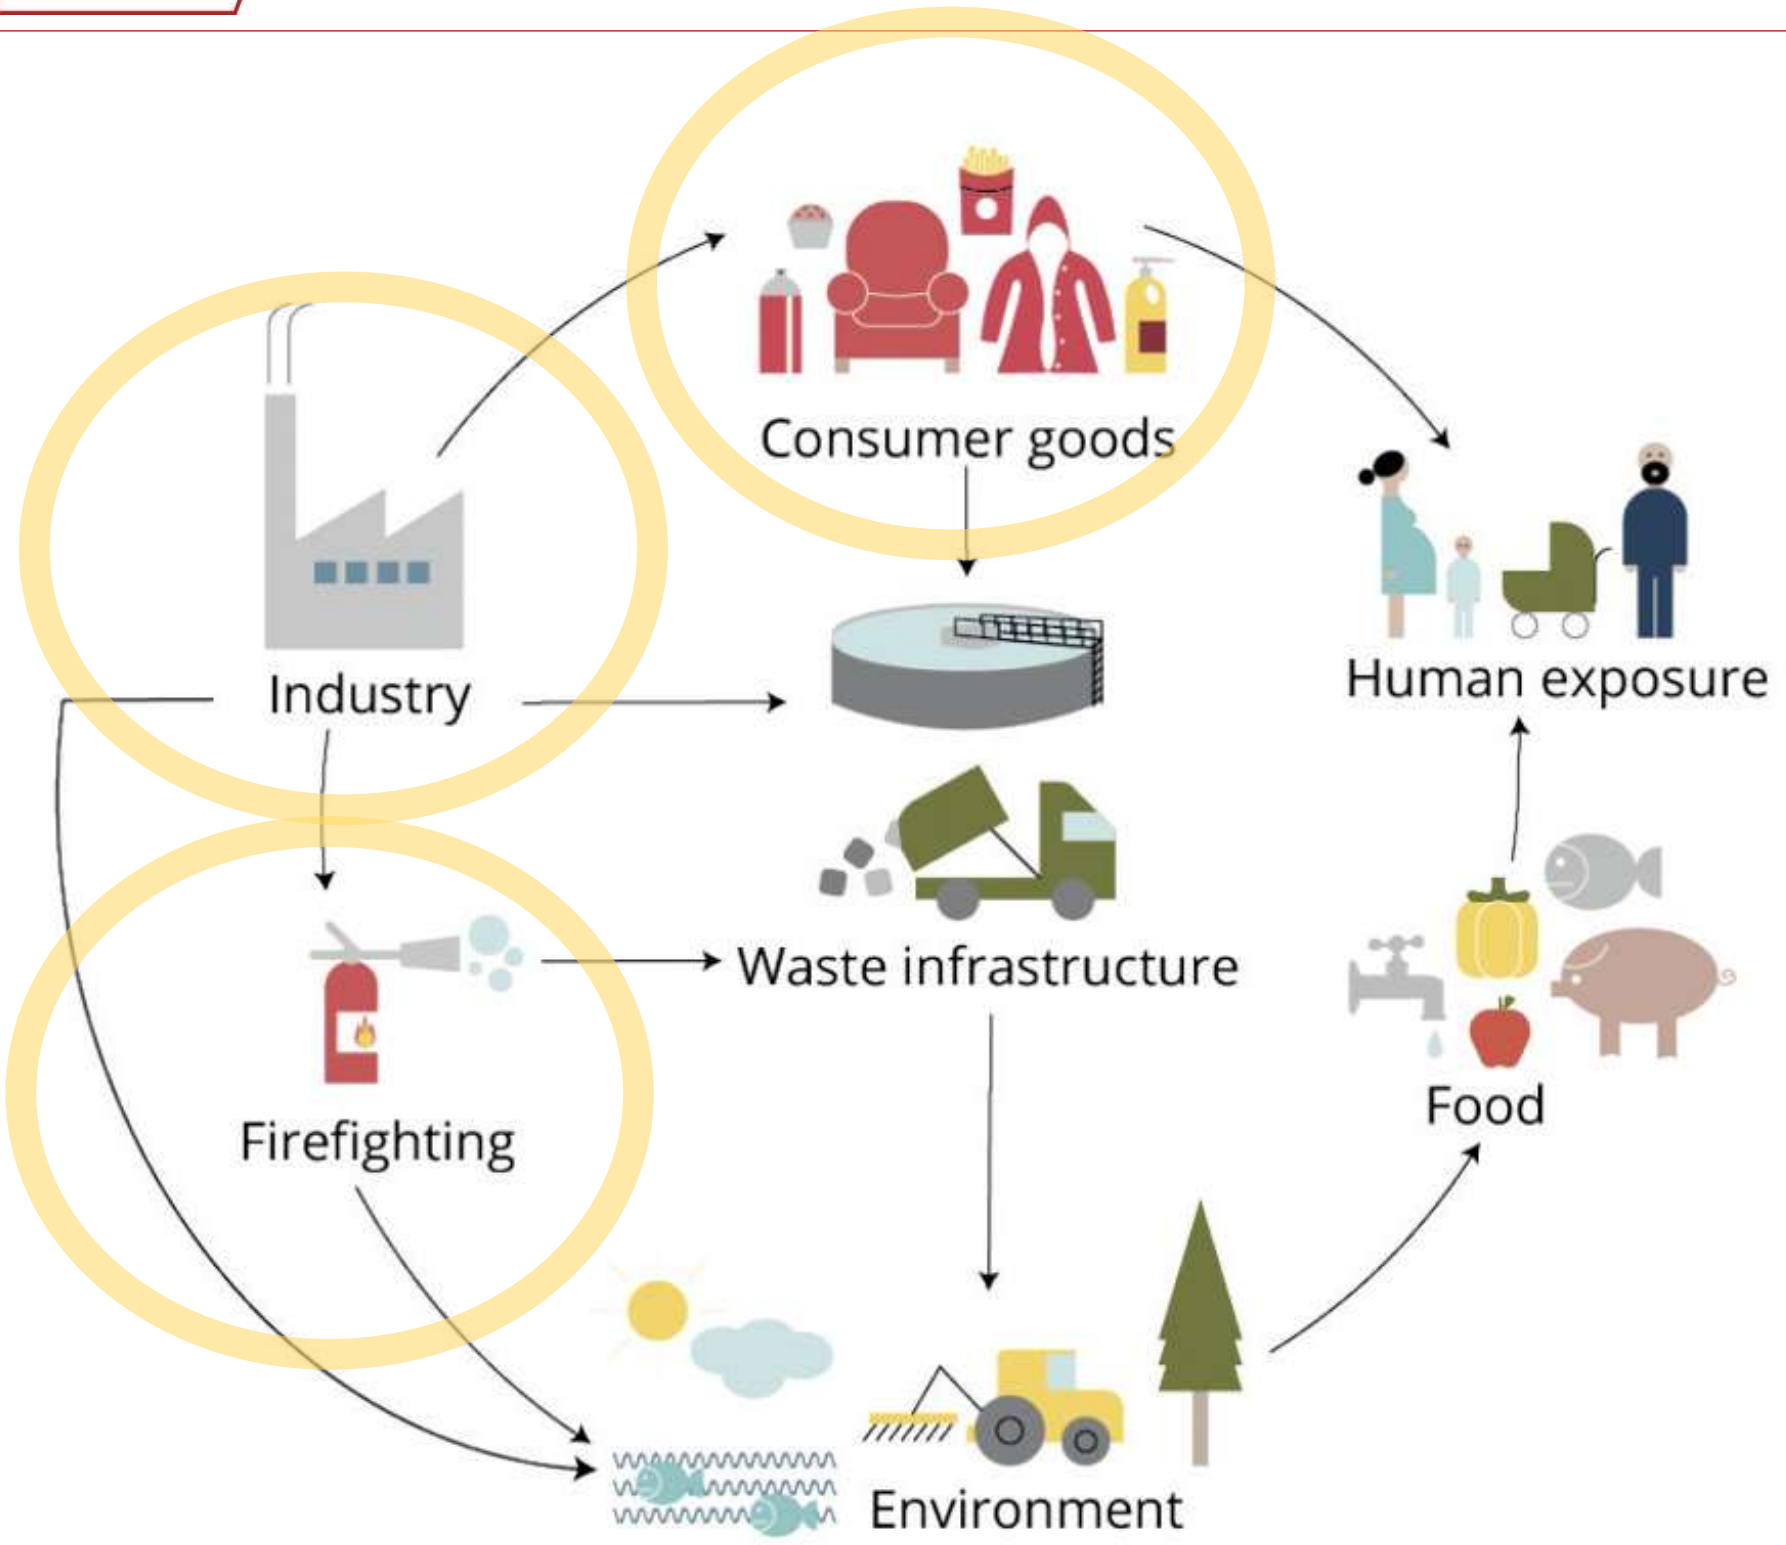 Consumer goods
Industry
Human exposure
Waste infrastructure
Firefighting
Food
Environment